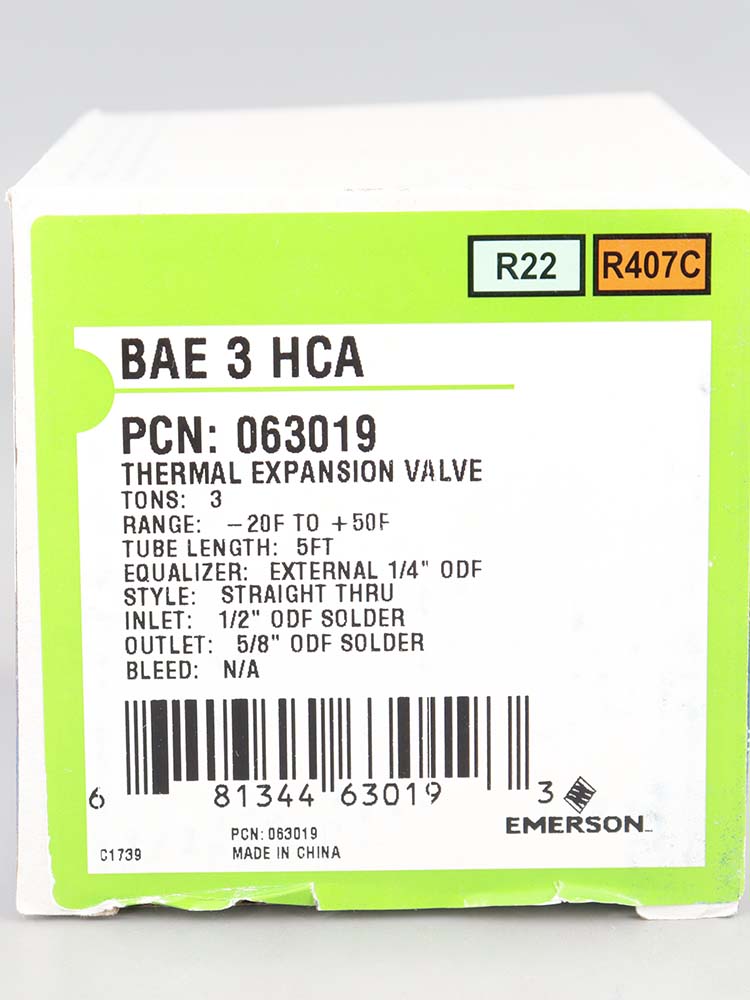 R22 R407C
BAE 3 HCA
PCN: 063019
THERMAL EXPANSION VALVE
TONS: 3
RANGE: -20F TO +50F
TUBE LENGTH: 5FT
EQUALIZER: EXTERNAL 1/4" ODF
STYLE: STRAIGHT THRU
INLET: 1/2" ODF SOLDER
OUTLET: 5/8" ODF SOLDER
BLEED: N/A
6 81344 63019 3
EMERSON
PCN: 063019
C1739 MADE IN CHINA